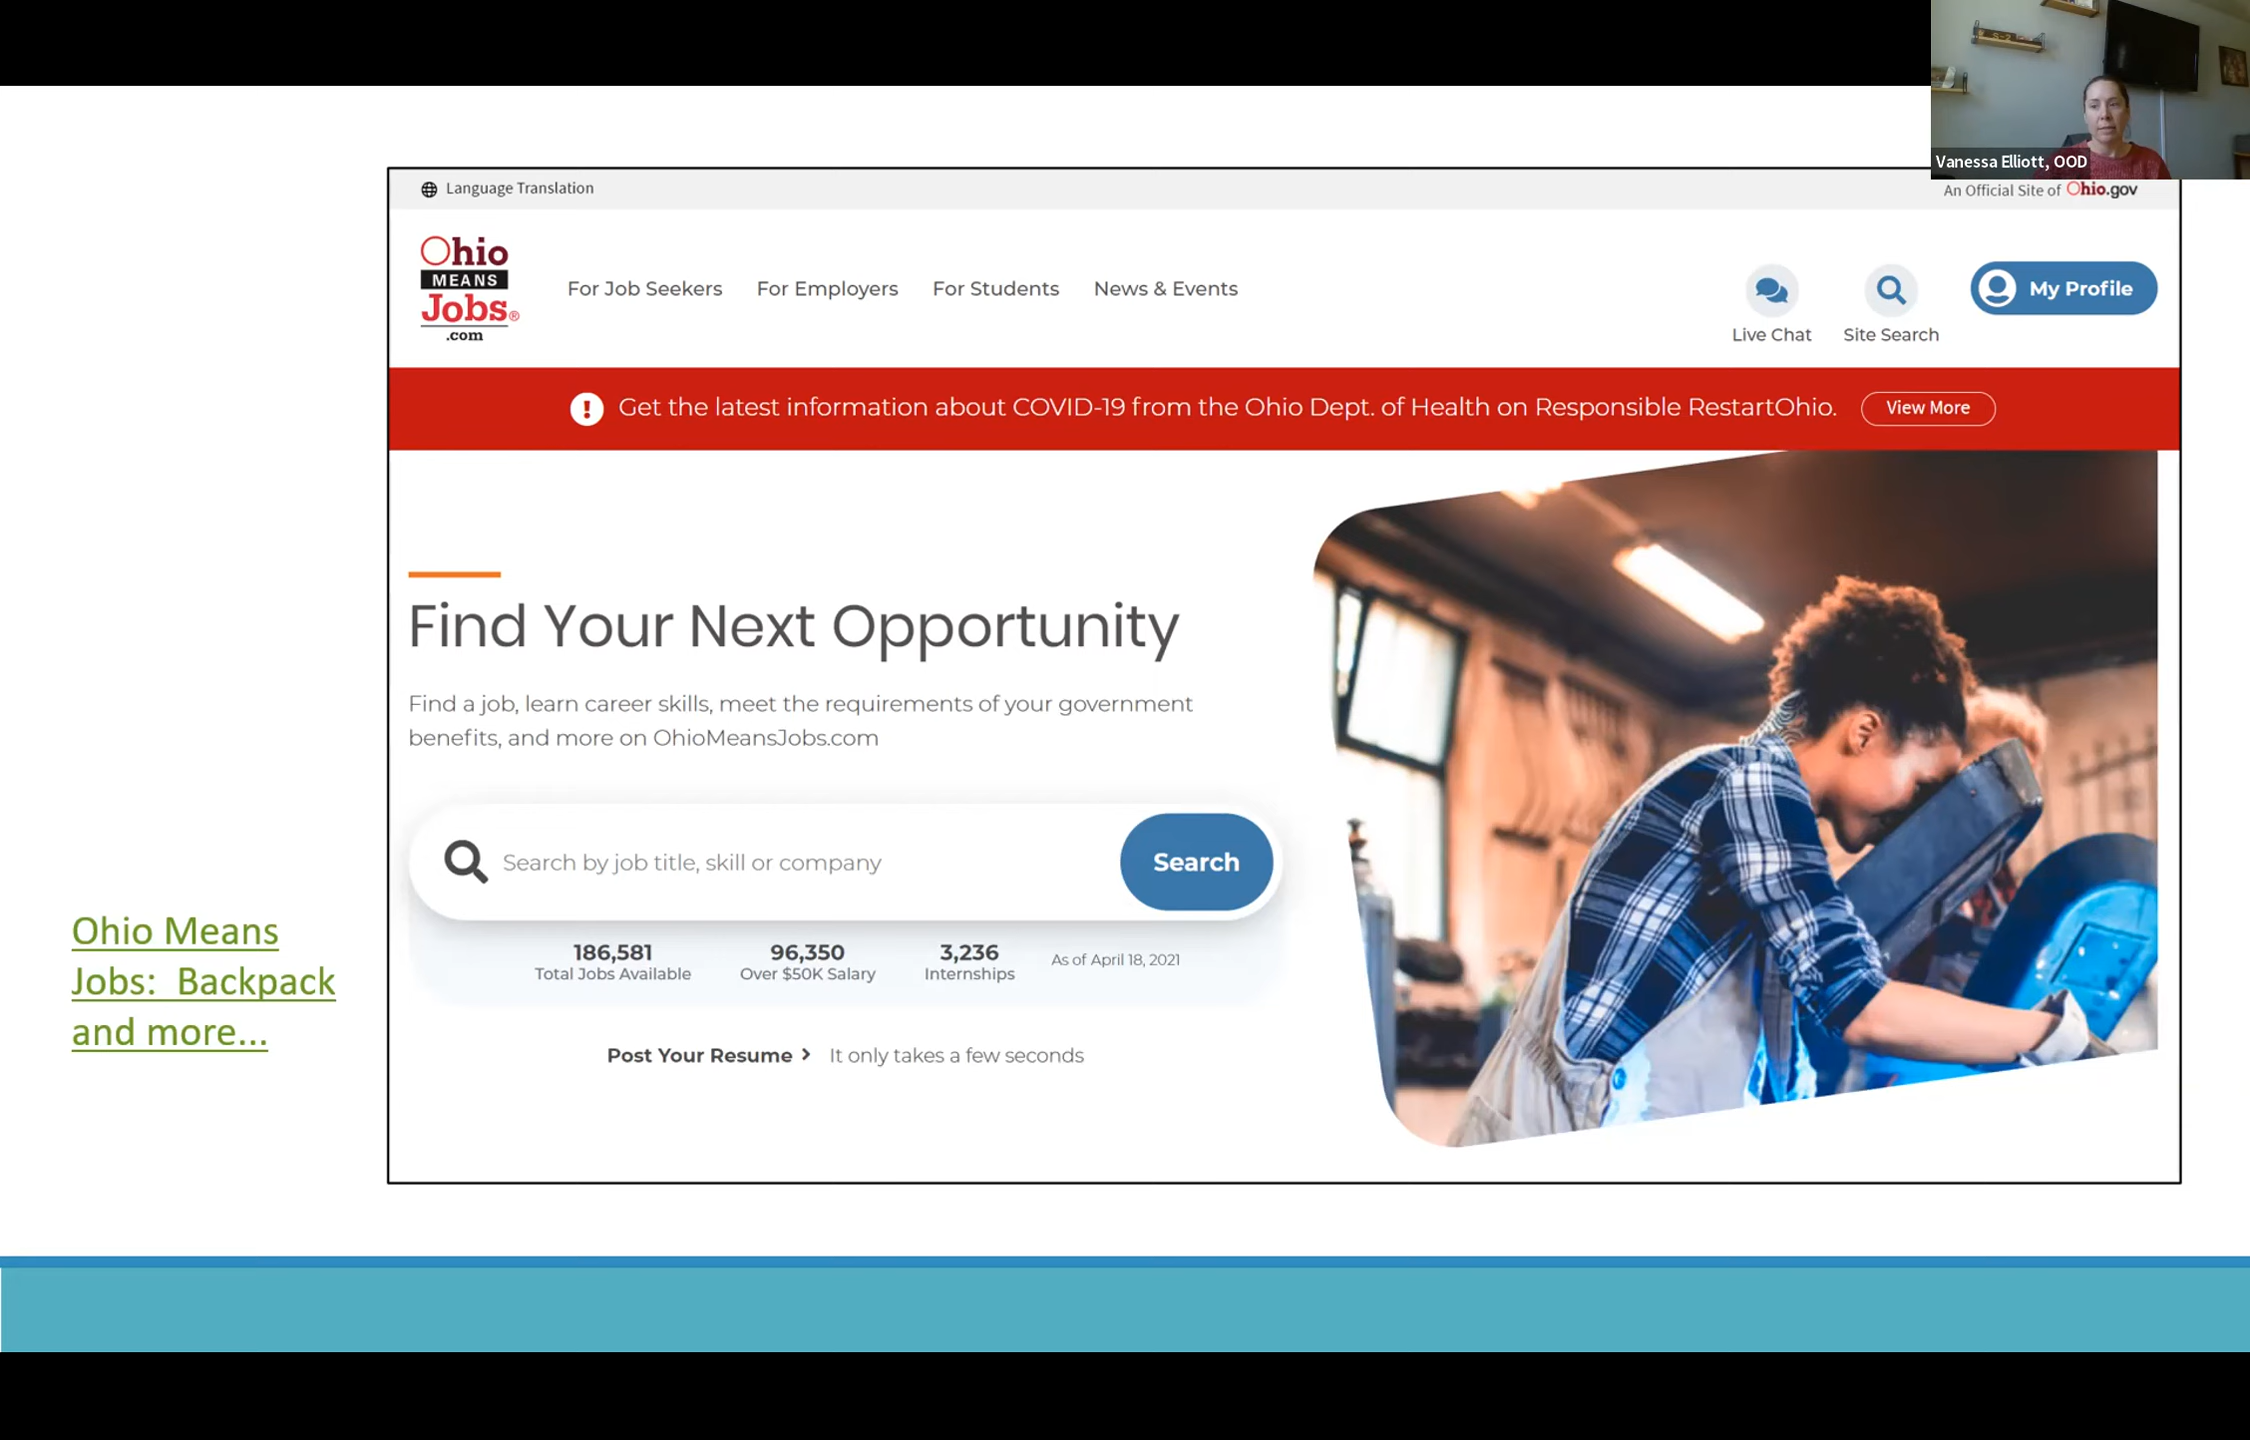 Vanessa Elliott, OOD
Language Translation
An Official Site of Ohio.gov
Ohio
MEANS
Jobs®
.com
For Job Seekers
For Employers
For Students
News & Events
Live Chat
Site Search
My Profile
! Get the latest information about COVID-19 from the Ohio Dept. of Health on Responsible RestartOhio.
View More
Find Your Next Opportunity
Find a job, learn career skills, meet the requirements of your government
benefits, and more on OhioMeansJobs.com
Search by job title, skill or company
Search
186,581
Total Jobs Available
96,350
Over $50K Salary
3,236
Internships
As of April 18, 2021
Post Your Resume > It only takes a few seconds
Ohio Means
Jobs: Backpack
and more...